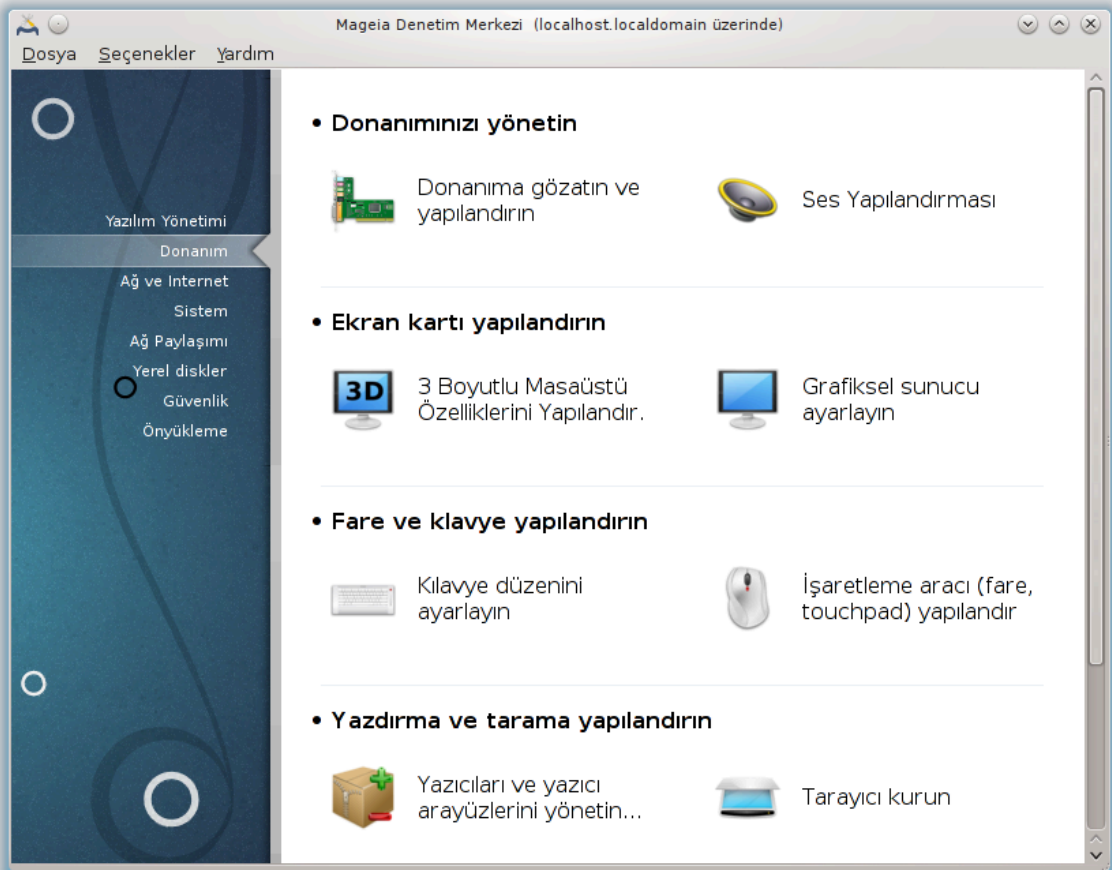 Mageia Denetim Merkezi (localhost.localdomain üzerinde)
Dosya Seçenekler Yardım
Yazılım Yönetimi
Donanım
Ağ ve Internet
Sistem
Ağ Paylaşımı
Yerel diskler
Güvenlik
Önyükleme
• Donanımınızı yönetin
Donanıma gözatın ve
yapılandırın
Ses Yapılandırması
• Ekran kartı yapılandırın
3D
3 Boyutlu Masaüstü
Özelliklerini Yapılandır.
Grafiksel sunucu
ayarlayın
• Fare ve klavye yapılandırın
Kılavye düzenini
ayarlayın
İşaretleme aracı (fare,
touchpad) yapılandır
• Yazdırma ve tarama yapılandırın
Yazıcıları ve yazıcı
arayüzlerini yönetin...
Tarayıcı kurun